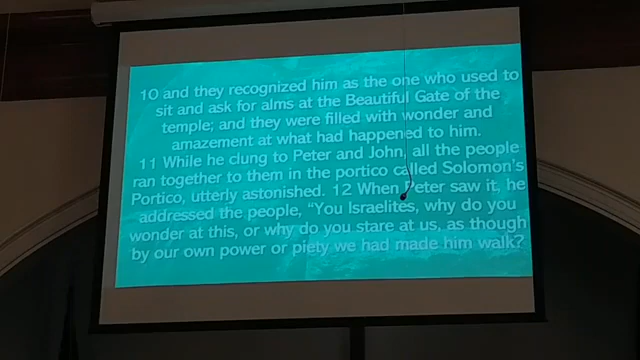 10 and they recognized him as the one who used to
sit and ask for alms at the Beautiful Gate of the
temple; and they were filled with wonder and
amazement at what had happened to him.
11 While he clung to Peter and John, all the people
ran together to them in the portico called Solomon's
Portico, utterly astonished. 12 When Peter saw it, he
addressed the people, “You Israelites, why do you
wonder at this, or why do you stare at us, as though
by our own power or piety we had made him walk?